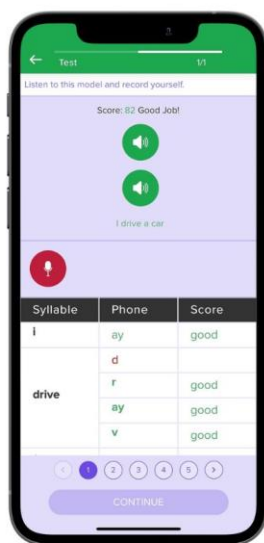 Test 1/1
Listen to this model and record yourself.
Score: 82 Good Job!
I drive a car
Syllable Phone Score
i ay good
d
r good
drive ay good
v good
1 2 3 4 5
CONTINUE